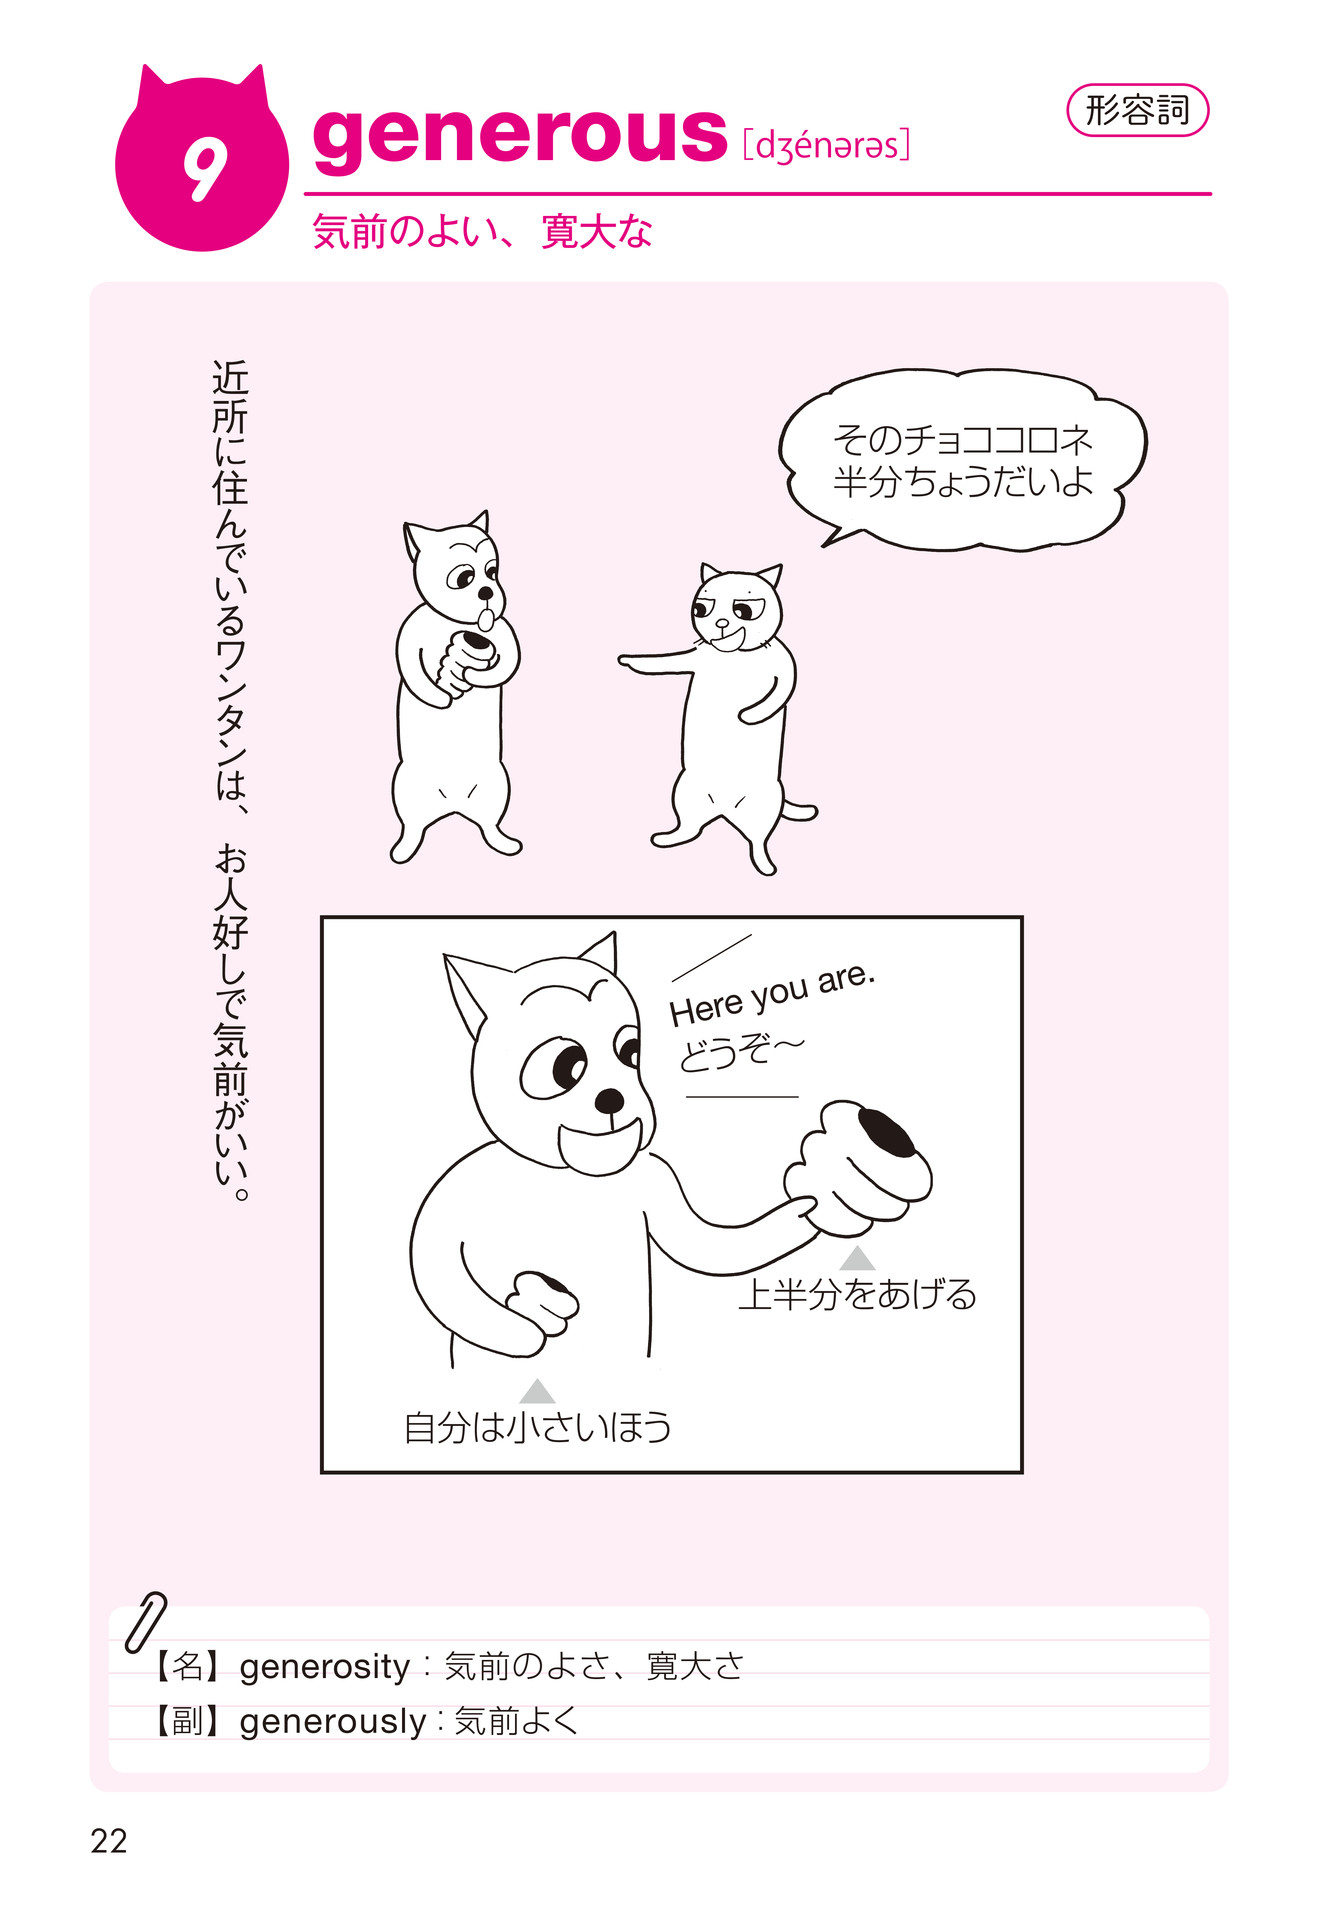 9
generous [dʒénərəs]
形容詞
気前のよい、寛大な
近所に住んでいるワンタンは、お人好しで気前がいい。
そのチョココロネ
半分ちょうだいよ
Here you are.
どうぞ〜
上半分をあげる
自分は小さいほう
【名】generosity：気前のよさ、寛大さ
【副】generously：気前よく
22